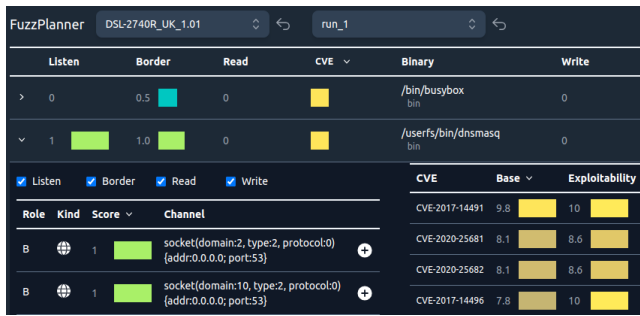 FuzzPlanner DSL-2740R_UK_1.01 run_1
Listen Border Read CVE Binary Write
0 0.5 0 /bin/busybox 0
bin
1 1.0 0 /userfs/bin/dnsmasq 0
bin
Listen Border Read Write
CVE Base Exploitability
Role Kind Score Channel
CVE-2017-14491 9.8 10
B 1 socket(domain:2, type:2, protocol:0)
{addr:0.0.0.0; port:53}
CVE-2020-25681 8.1 8.6
CVE-2020-25682 8.1 8.6
B 1 socket(domain:10, type:2, protocol:0)
{addr:0.0.0.0; port:53}
CVE-2017-14496 7.8 10